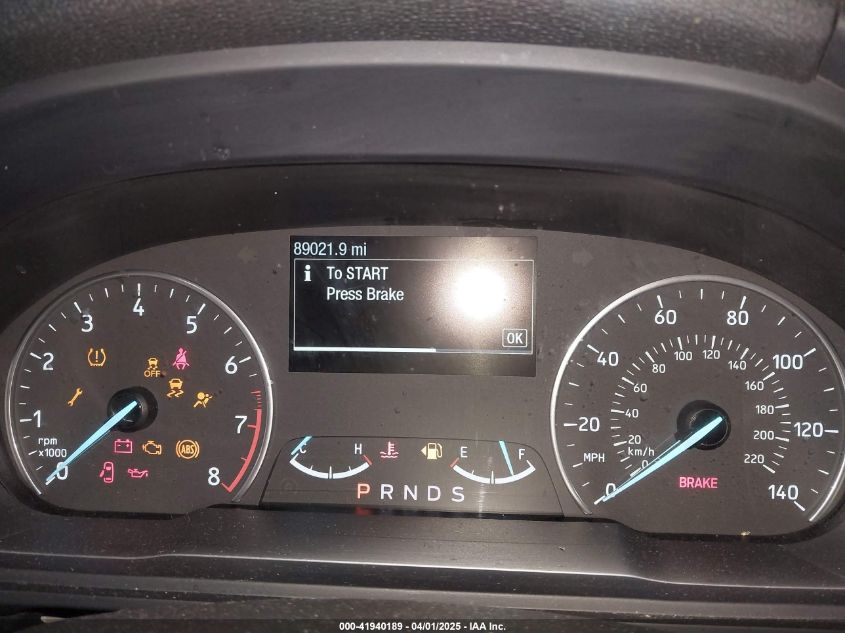 89021.9 mi
i To START
Press Brake
OK
0 1 2 3 4 5 6 7 8
rpm
x1000
OFF
ABS
C H
E F
P R N D S
0 20 40 60 80 100 120 140
MPH
0 20 40 60 80 100 120 140 160 180 200 220
km/h
BRAKE
000-41940189 - 04/01/2025 - IAA Inc.